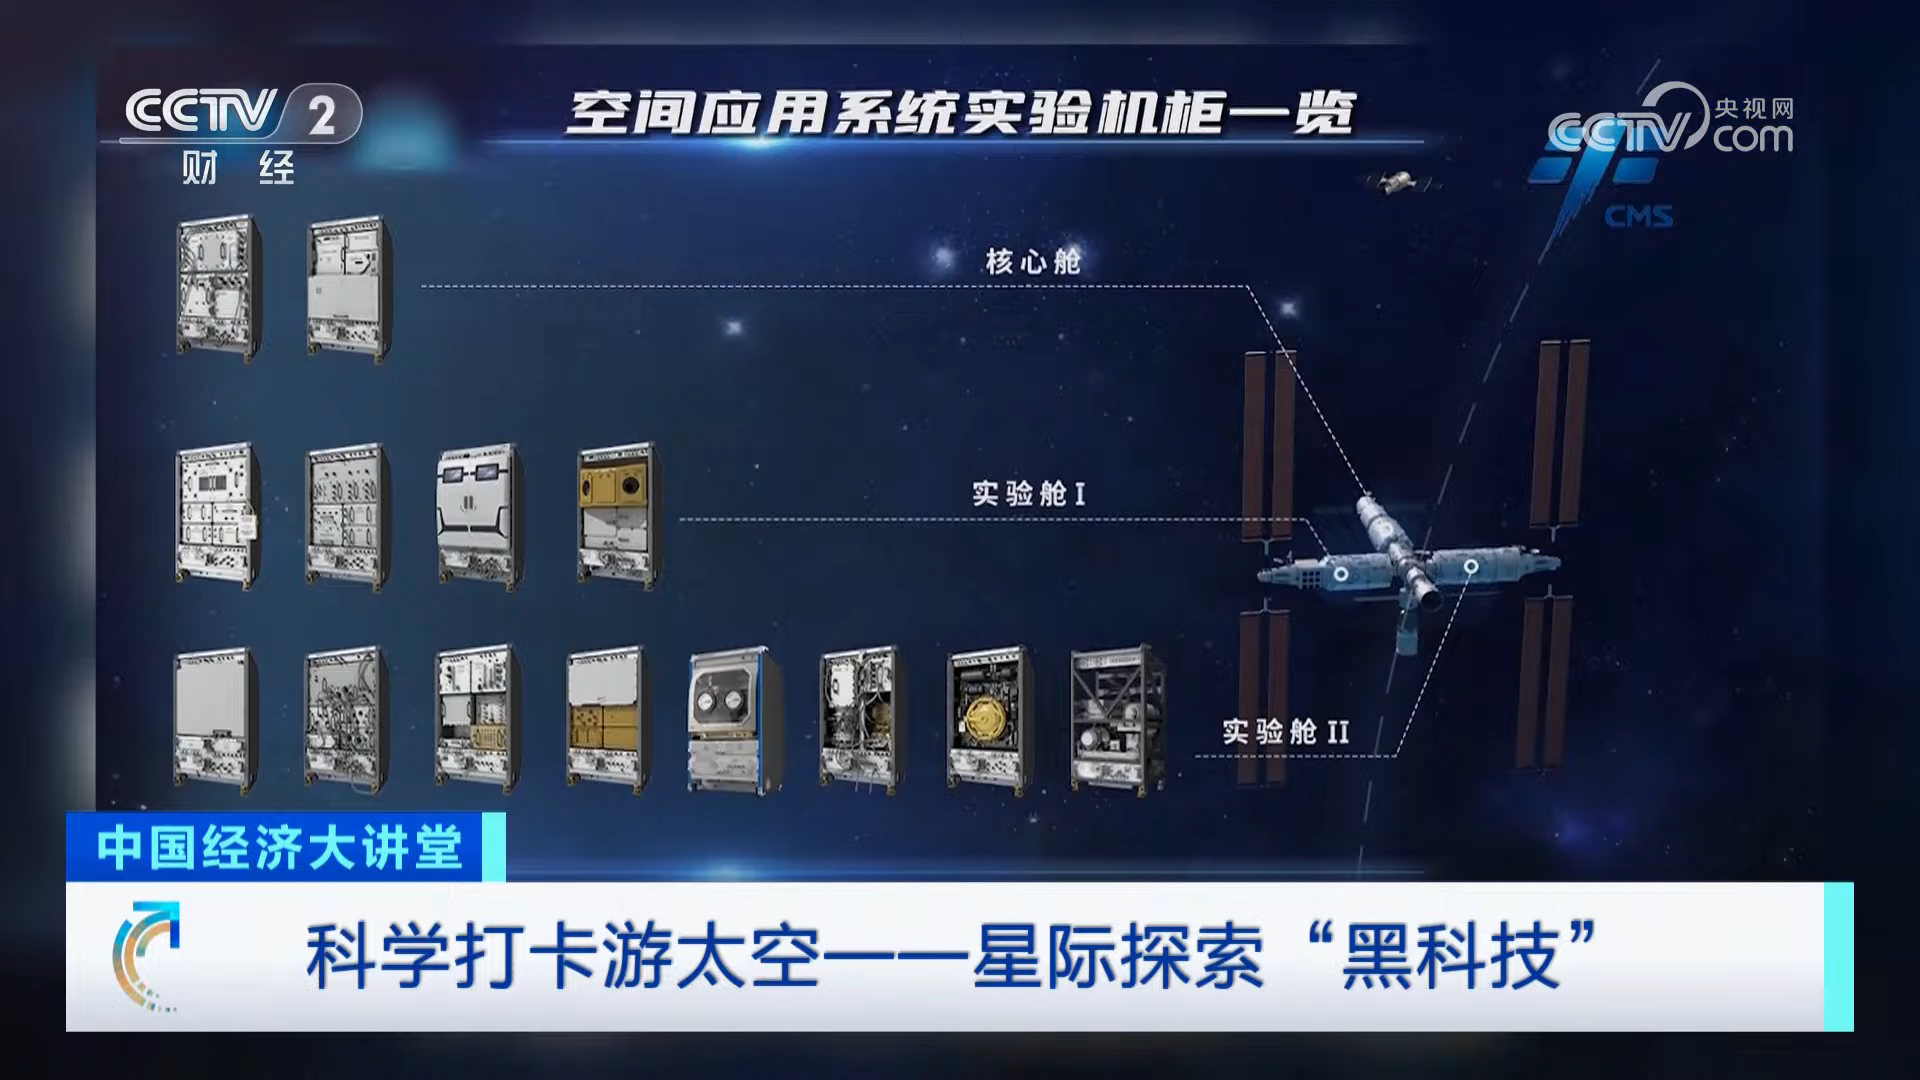 CCTV 2
财 经
空间应用系统实验机柜一览
央视网
CCTV com
CMS
核心舱
实验舱 I
实验舱 II
中国经济大讲堂
科学打卡游太空——星际探索“黑科技”